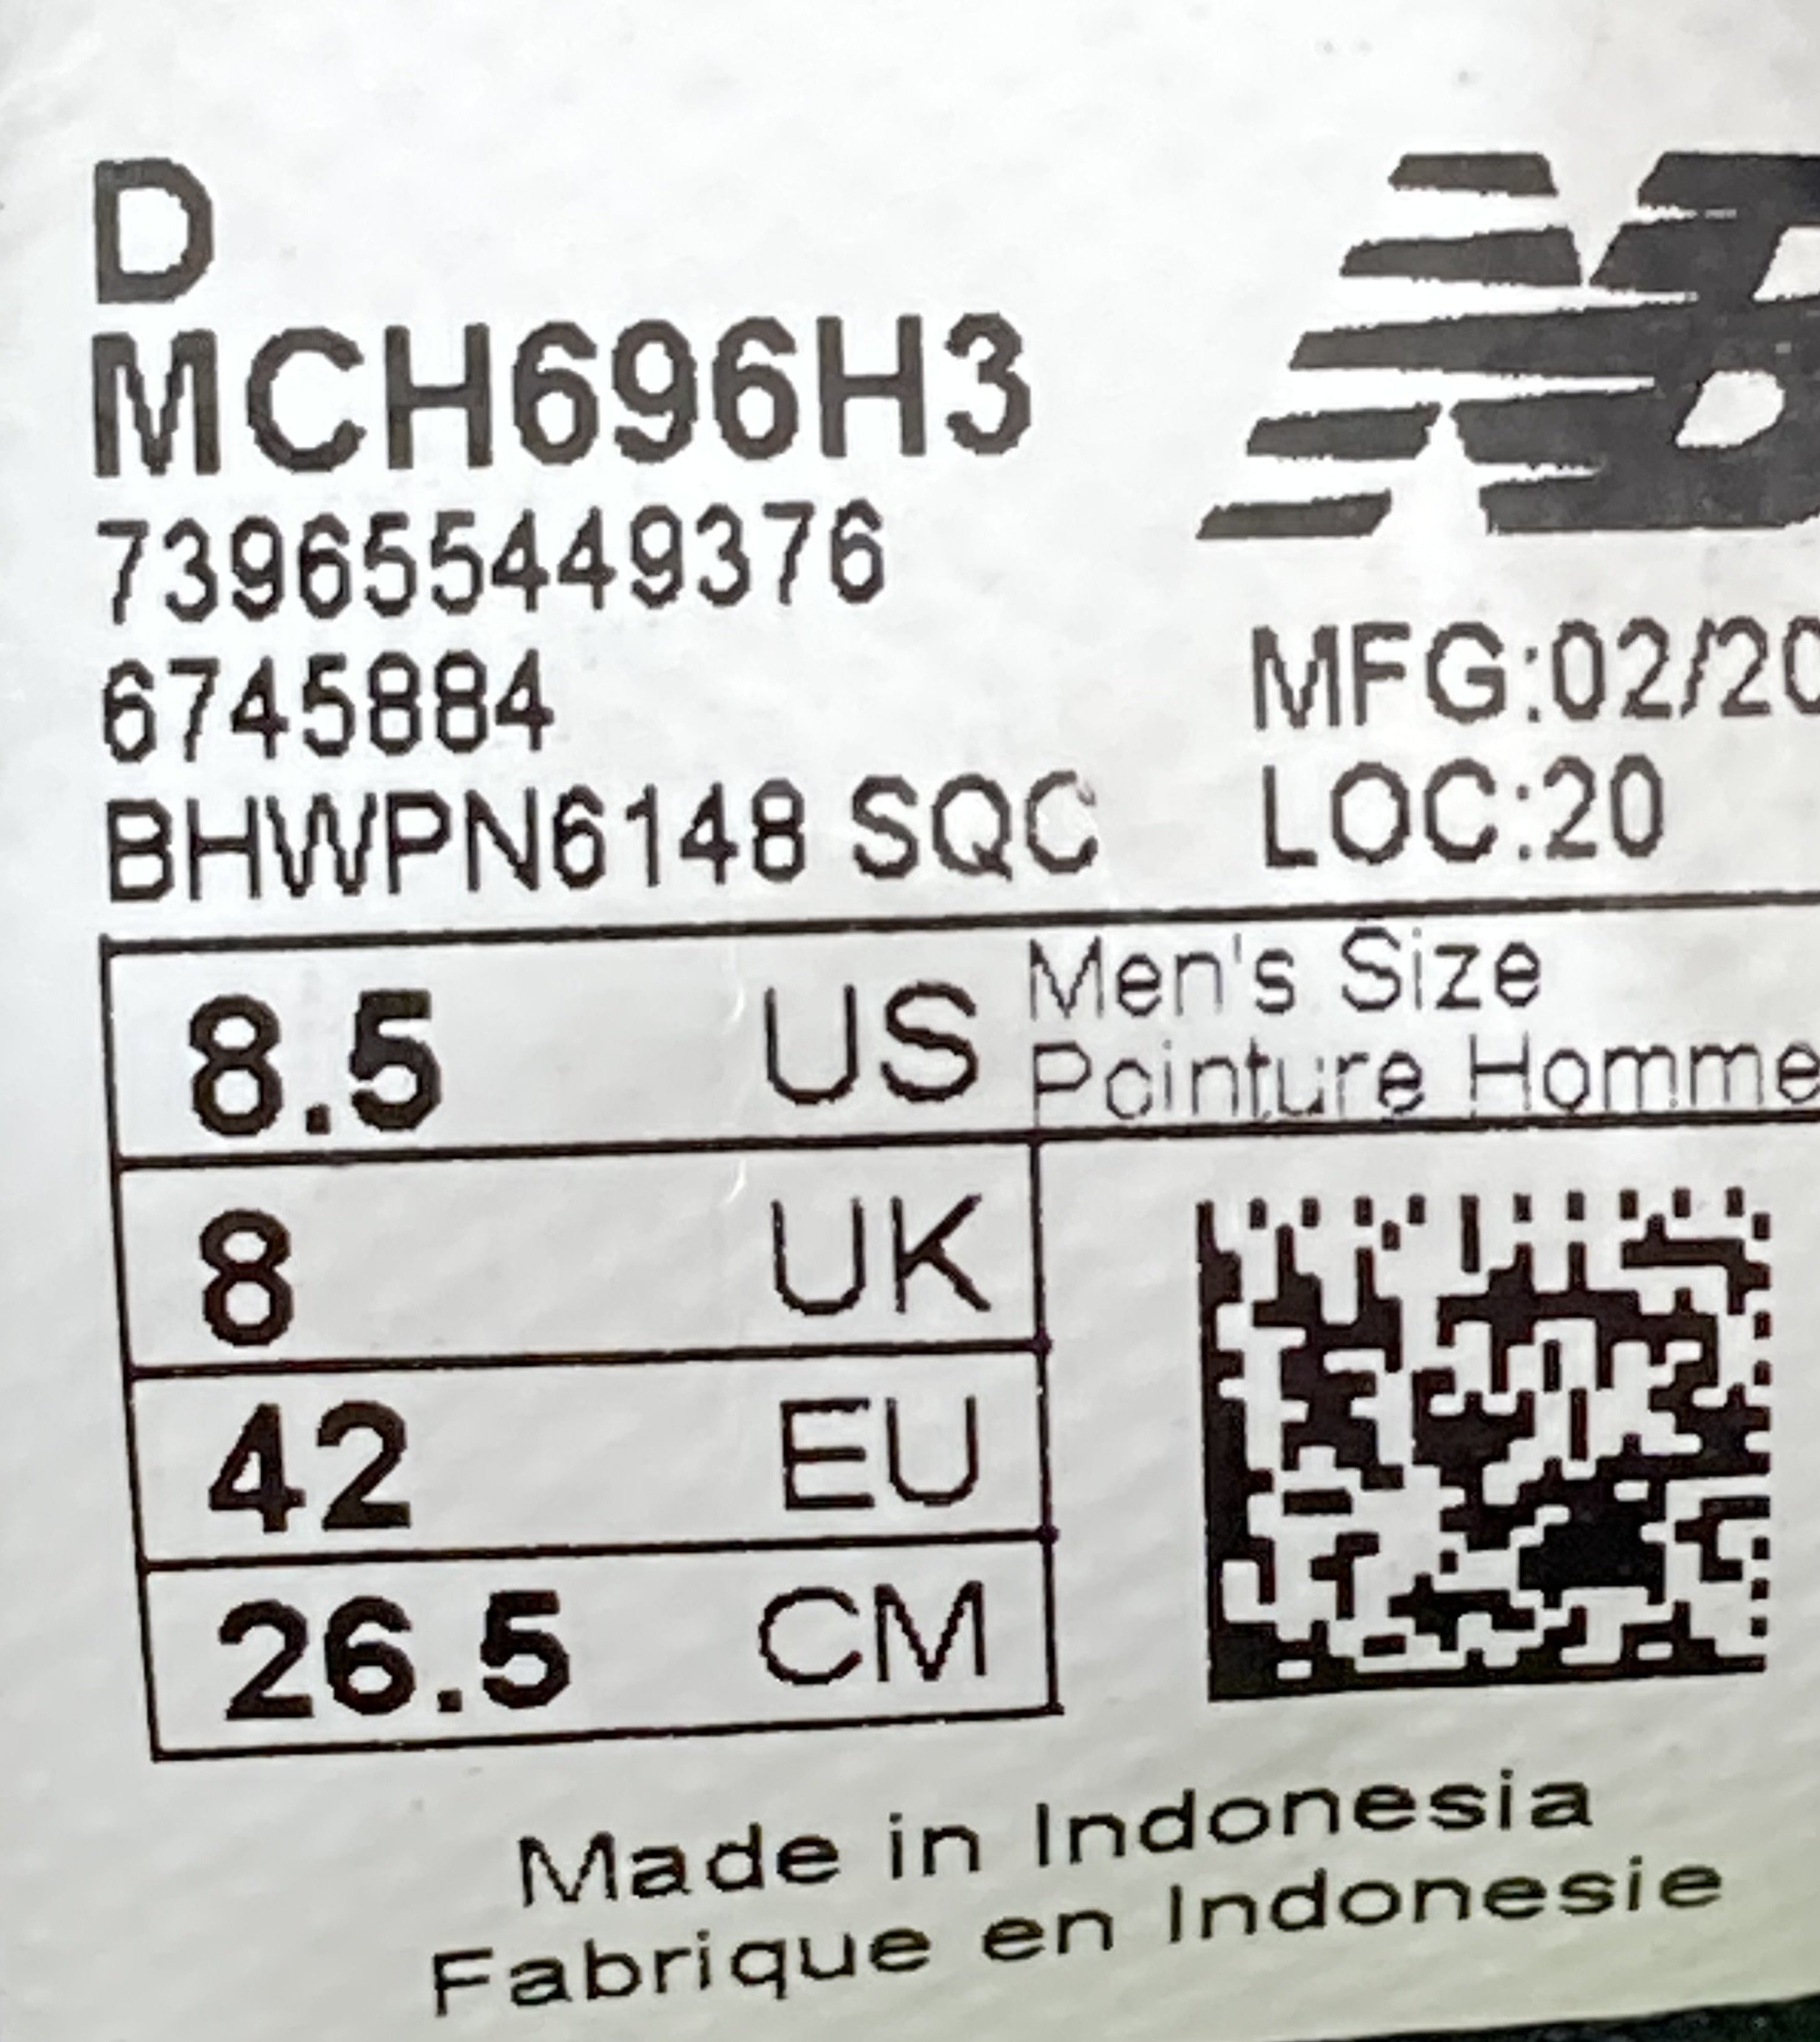 D
MCH696H3
739655449376
6745884
BHWPN6148 SQC
NB
MFG:02/20
LOC:20
8.5 US Men's Size
Pointure Homme
8 UK
42 EU
26.5 CM
Made in Indonesia
Fabrique en Indonesie